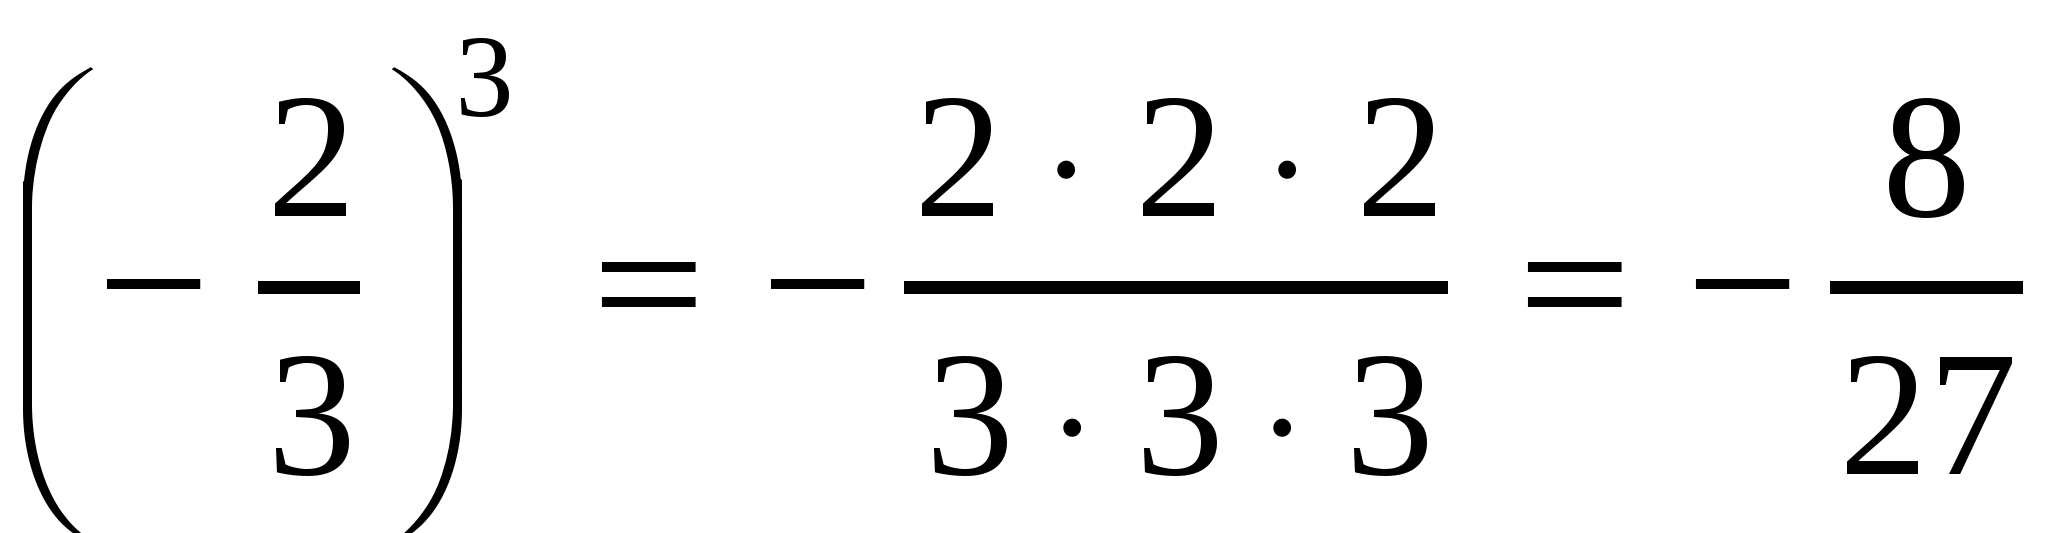 (− 2/3)³ = − (2 · 2 · 2)/(3 · 3 · 3) = − 8/27